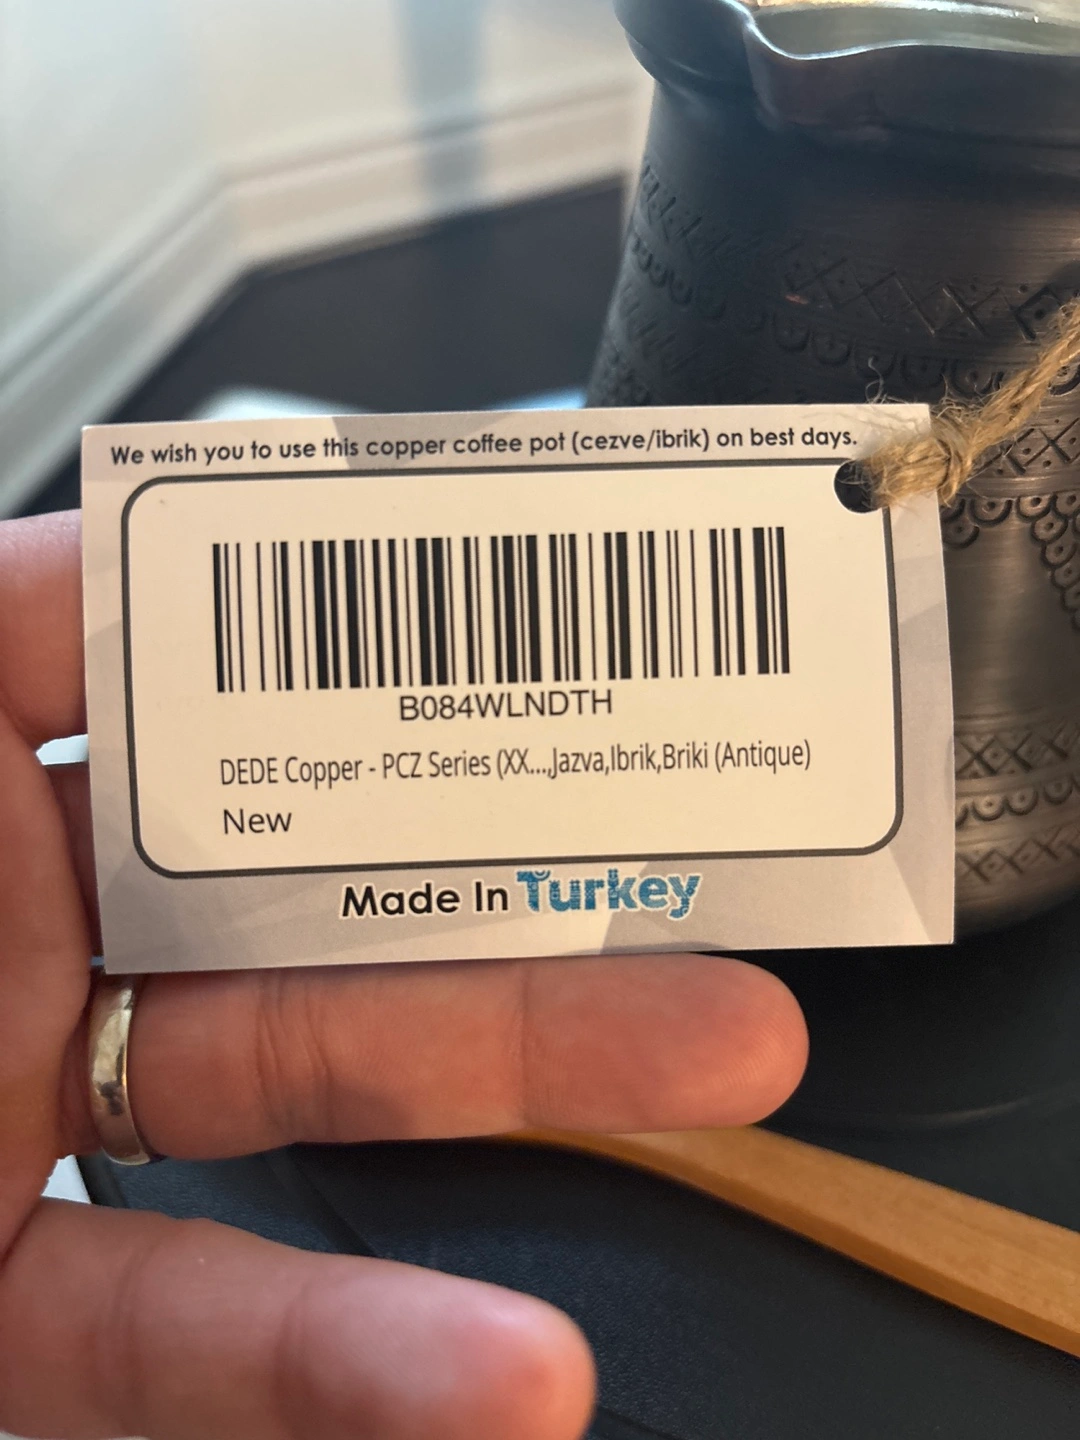 We wish you to use this copper coffee pot (cezve/ibrik) on best days.
B084WLNDTH
DEDE Copper - PCZ Series (XX...,Jazva,Ibrik,Briki (Antique)
New
Made In Turkey